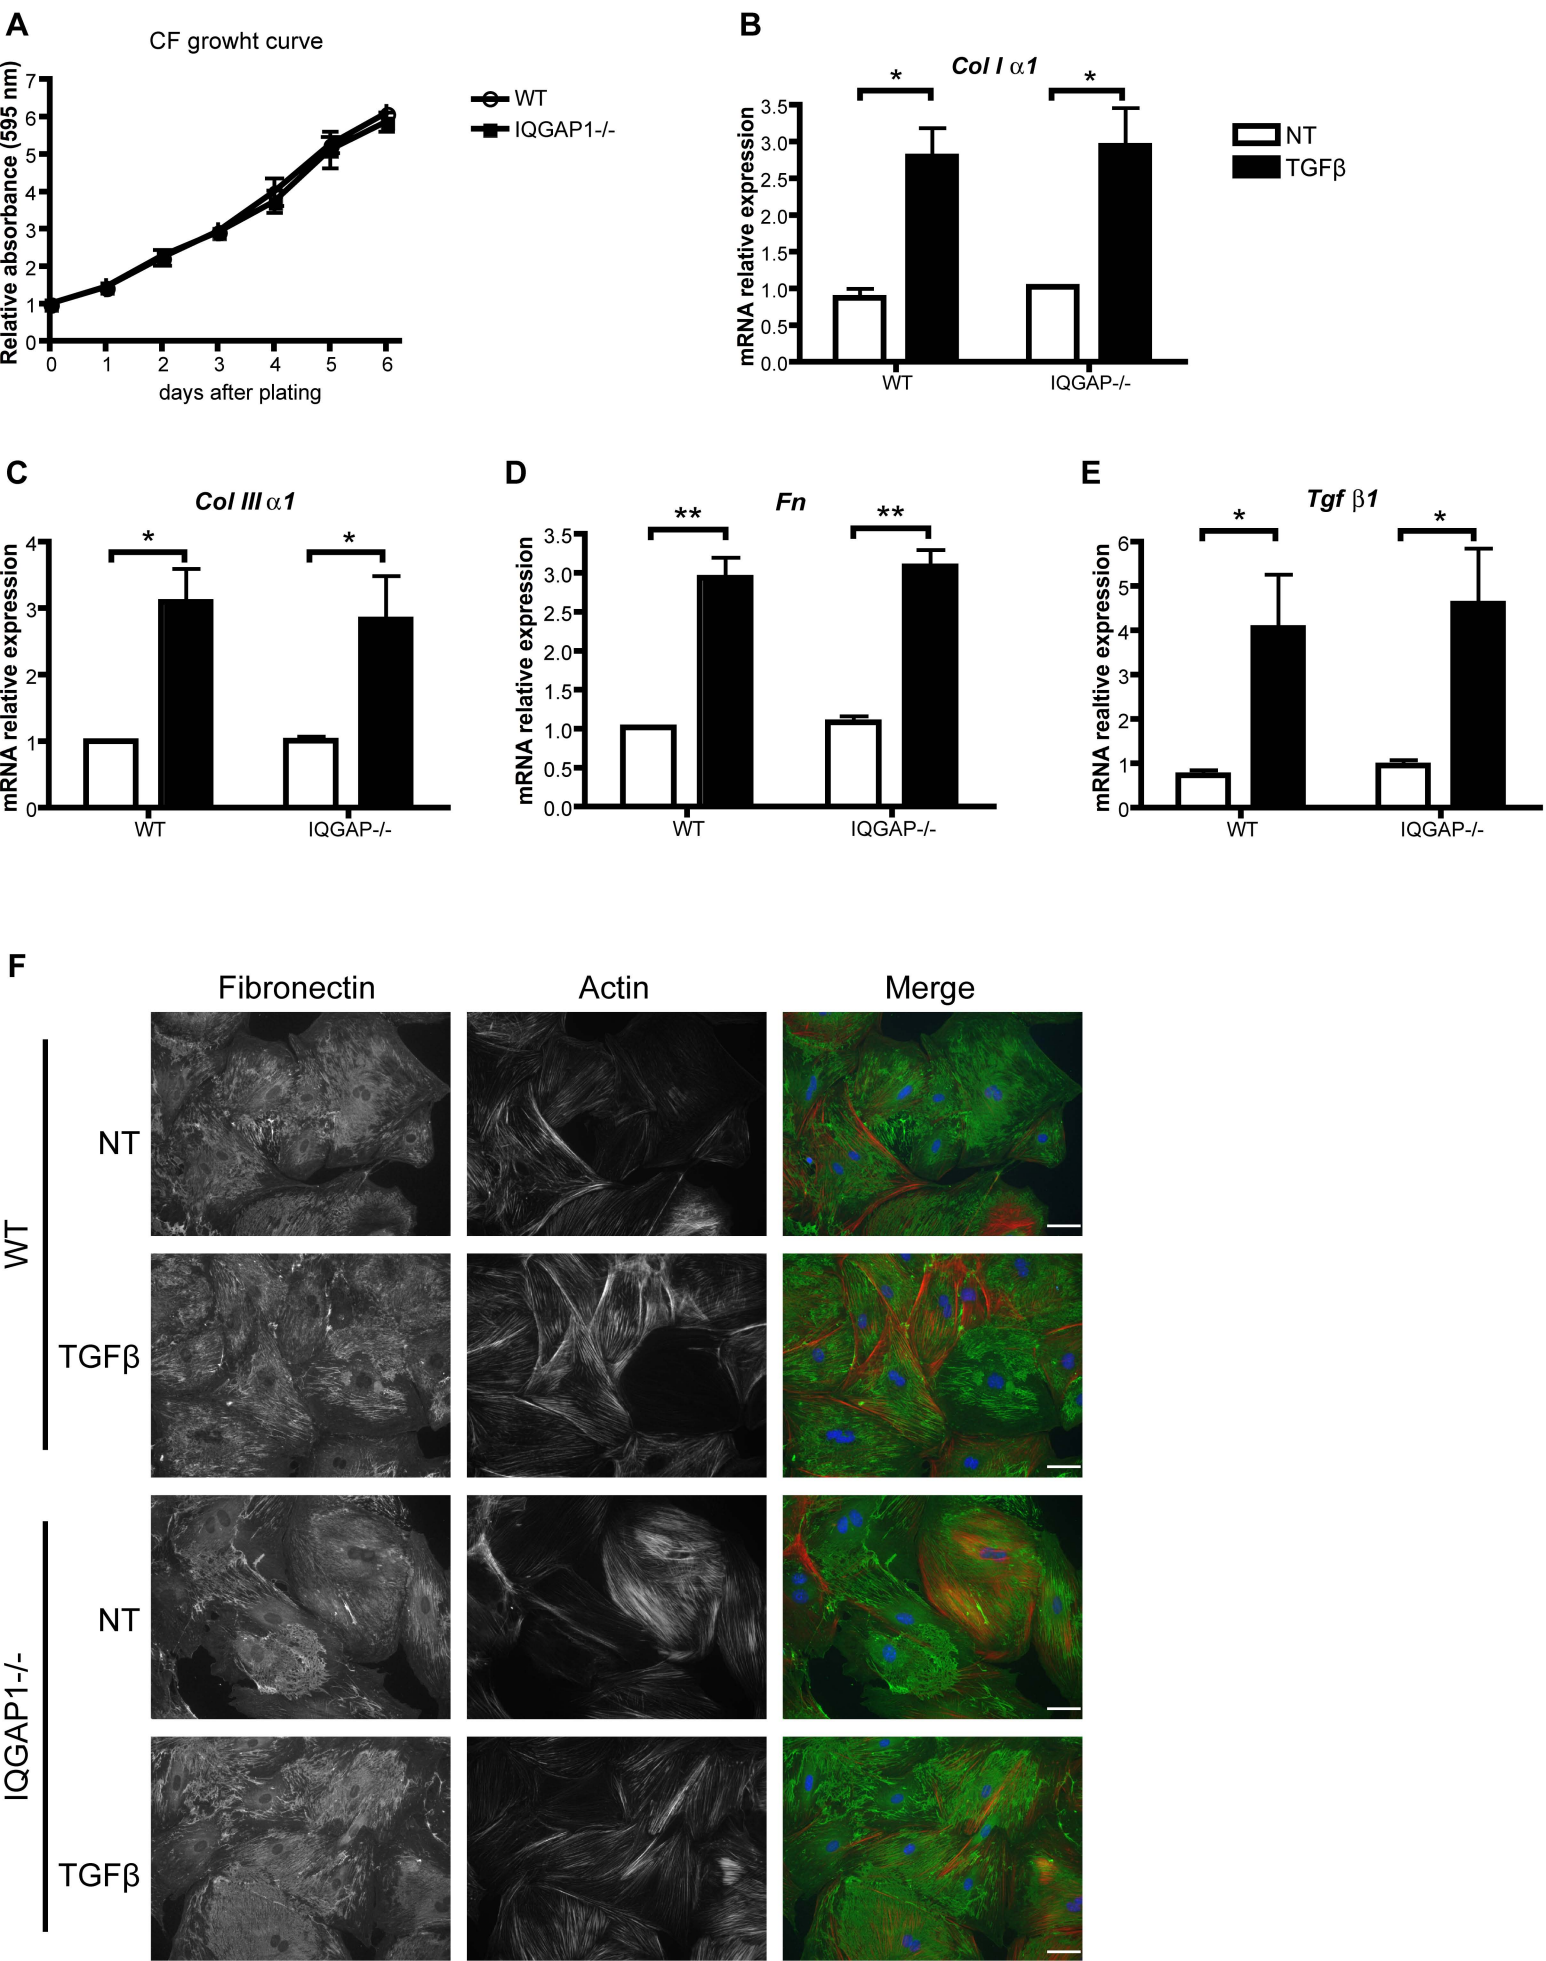 A
CF growht curve
Relative absorbance (595 nm)
7
6
5
4
3
2
1
0
0 1 2 3 4 5 6
days after plating
WT
IQGAP1-/-
B
Col I α1
* *
mRNA relative expression
3.5
3.0
2.5
2.0
1.5
1.0
0.5
0.0
WT IQGAP-/-
NT
TGFβ
C
Col III α1
* *
mRNA relative expression
4
3
2
1
0
WT IQGAP-/-
D
Fn
** **
mRNA relative expression
3.5
3.0
2.5
2.0
1.5
1.0
0.5
0.0
WT IQGAP-/-
E
Tgf β1
* *
mRNA realtive expression
6
5
4
3
2
1
0
WT IQGAP-/-
F
Fibronectin Actin Merge
WT
NT
TGFβ
IQGAP1-/-
NT
TGFβ